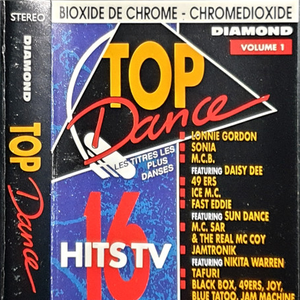 STEREO
DIAMOND
TOP
Dance
BIOXIDE DE CHROME - CHROMEDIOXIDE
DIAMOND
VOLUME 1
TOP
Dance
LES TITRES LES
PLUS
DANSES
16
HITS TV
LONNIE GORDON
SONIA
M.C.B.
FEATURING DAISY DEE
49 ERS
ICE M.C.
FAST EDDIE
FEATURING SUN DANCE
M.C. SAR
& THE REAL MC COY
JAMTRONIK
FEATURING NIKITA WARREN
TAFURI
BLACK BOX, 49ERS, JOY,
BLUE TATOO, JAM MACHINE